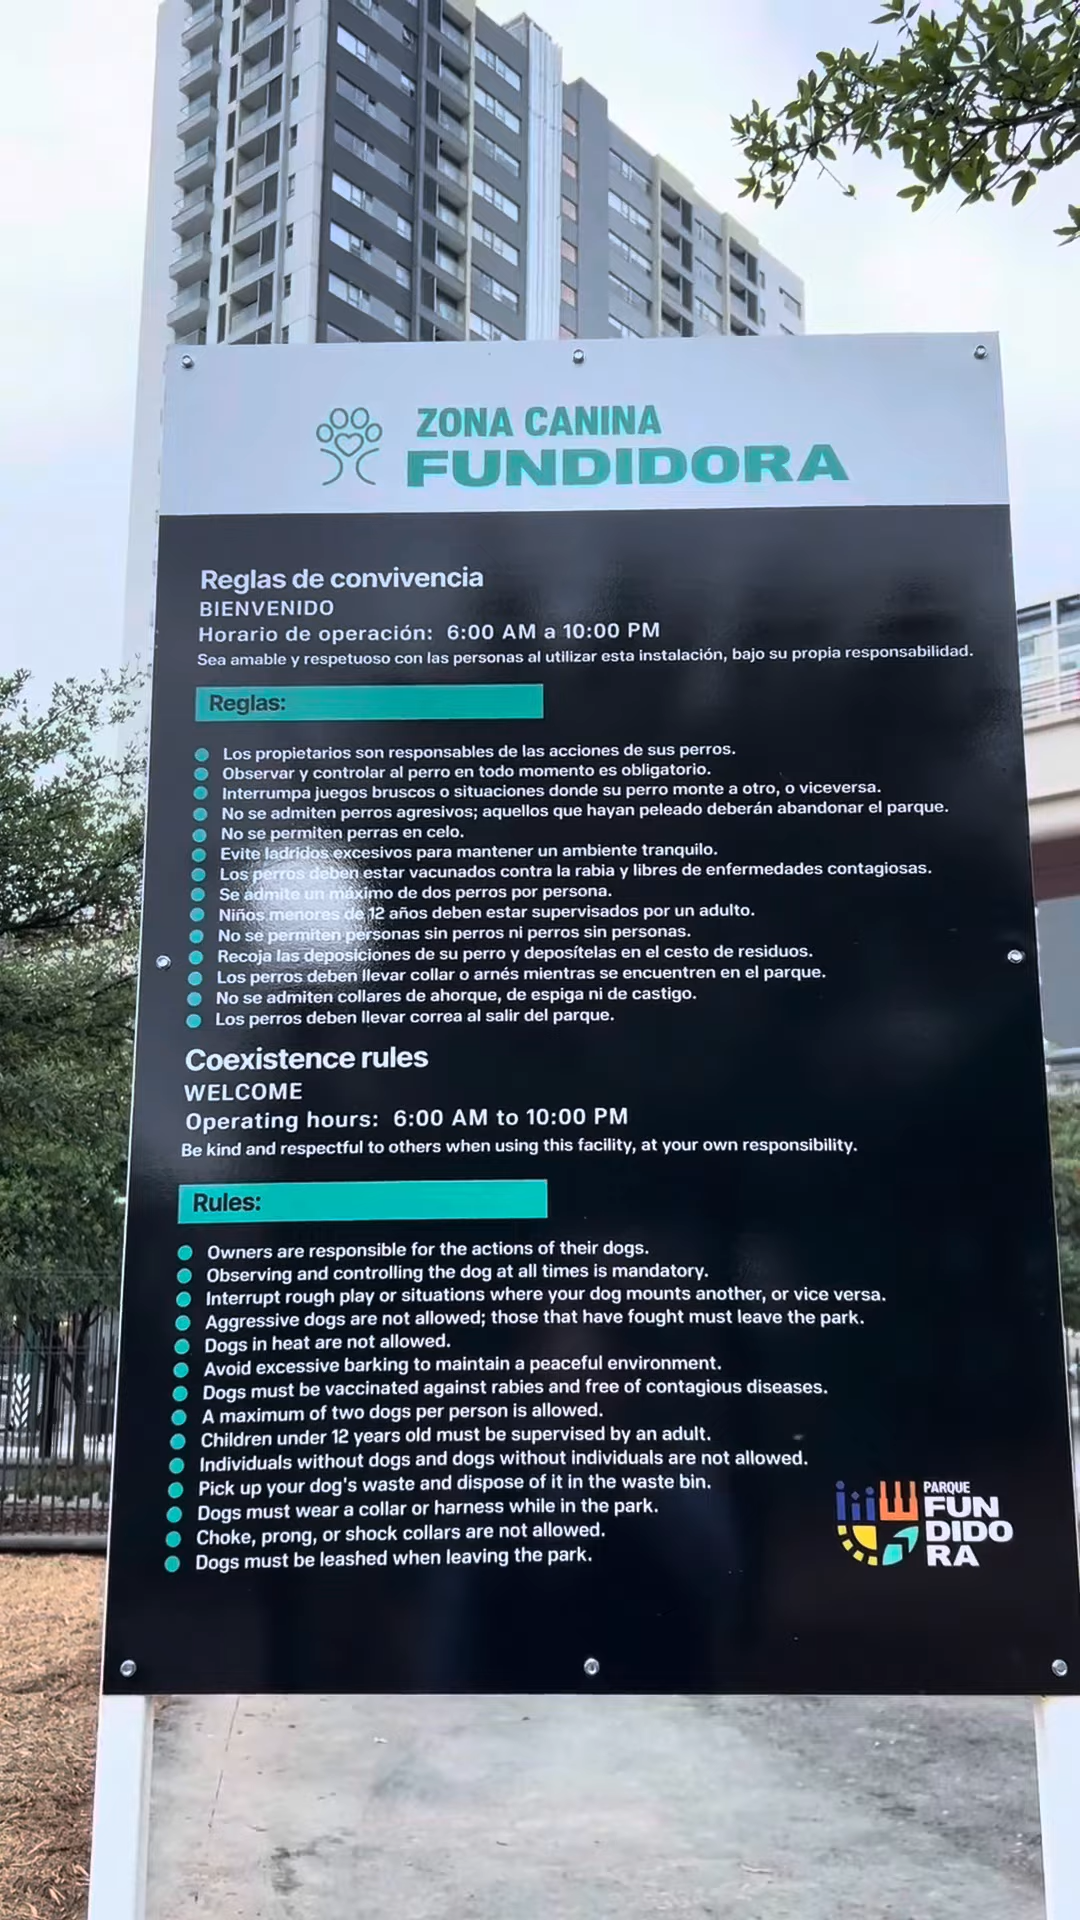 ZONA CANINA
FUNDIDORA
Reglas de convivencia
BIENVENIDO
Horario de operación: 6:00 AM a 10:00 PM
Sea amable y respetuoso con las personas al utilizar esta instalación, bajo su propia responsabilidad.
Reglas:
Los propietarios son responsables de las acciones de sus perros.
Observar y controlar al perro en todo momento es obligatorio.
Interrumpa juegos bruscos o situaciones donde su perro monte a otro, o viceversa.
No se admiten perros agresivos; aquellos que hayan peleado deberán abandonar el parque.
No se permiten perras en celo.
Evite ladridos excesivos para mantener un ambiente tranquilo.
Los perros deben estar vacunados contra la rabia y libres de enfermedades contagiosas.
Se admite un máximo de dos perros por persona.
Niños menores de 12 años deben estar supervisados por un adulto.
No se permiten personas sin perros ni perros sin personas.
Recoja las deposiciones de su perro y deposítelas en el cesto de residuos.
Los perros deben llevar collar o arnés mientras se encuentren en el parque.
No se admiten collares de ahorque, de espiga ni de castigo.
Los perros deben llevar correa al salir del parque.
Coexistence rules
WELCOME
Operating hours: 6:00 AM to 10:00 PM
Be kind and respectful to others when using this facility, at your own responsibility.
Rules:
Owners are responsible for the actions of their dogs.
Observing and controlling the dog at all times is mandatory.
Interrupt rough play or situations where your dog mounts another, or vice versa.
Aggressive dogs are not allowed; those that have fought must leave the park.
Dogs in heat are not allowed.
Avoid excessive barking to maintain a peaceful environment.
Dogs must be vaccinated against rabies and free of contagious diseases.
A maximum of two dogs per person is allowed.
Children under 12 years old must be supervised by an adult.
Individuals without dogs and dogs without individuals are not allowed.
Pick up your dog's waste and dispose of it in the waste bin.
Dogs must wear a collar or harness while in the park.
Choke, prong, or shock collars are not allowed.
Dogs must be leashed when leaving the park.
PARQUE
FUN
DIDO
RA